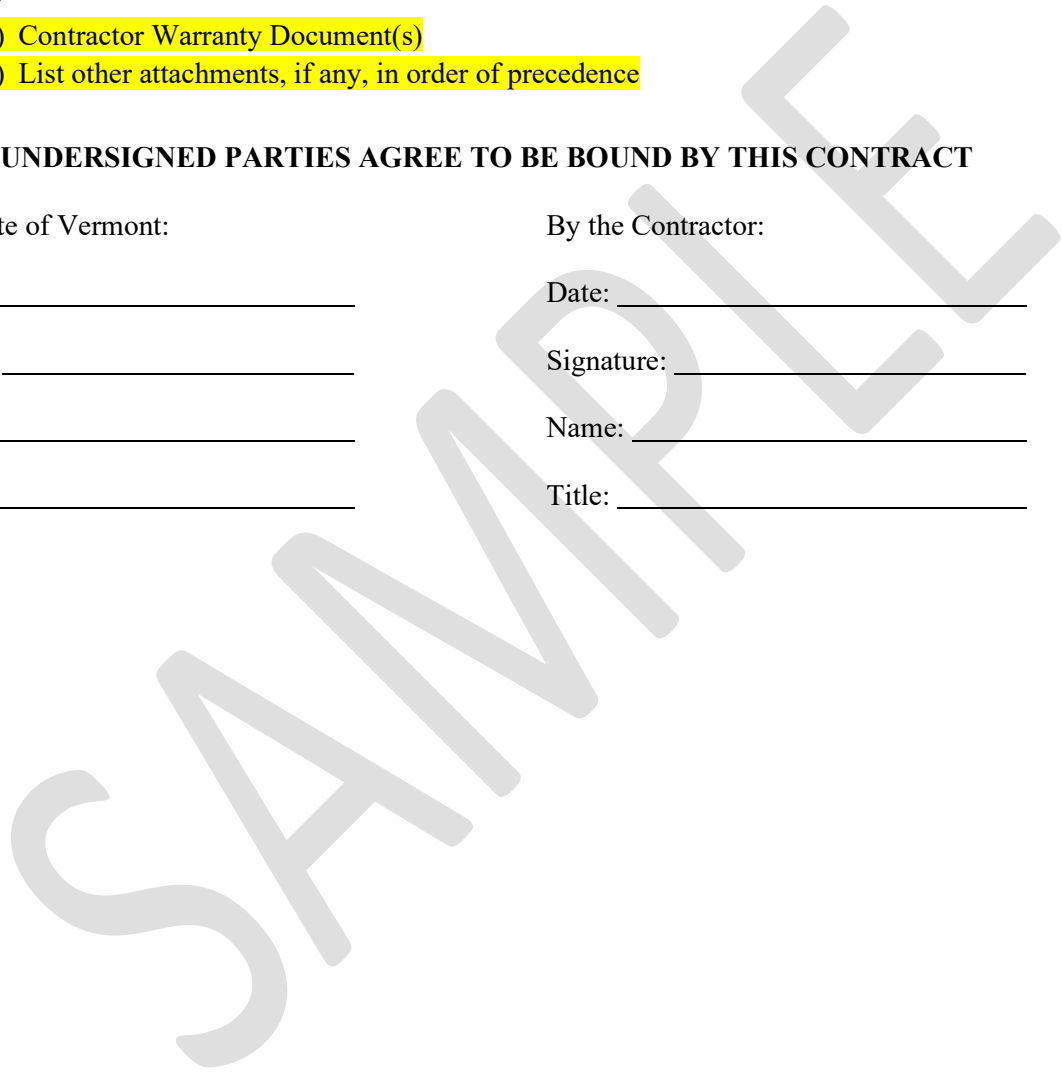 ) Contractor Warranty Document(s)
) List other attachments, if any, in order of precedence
UNDERSIGNED PARTIES AGREE TO BE BOUND BY THIS CONTRACT
te of Vermont:
By the Contractor:
Date:
Signature:
Name:
Title:
SAMPLE